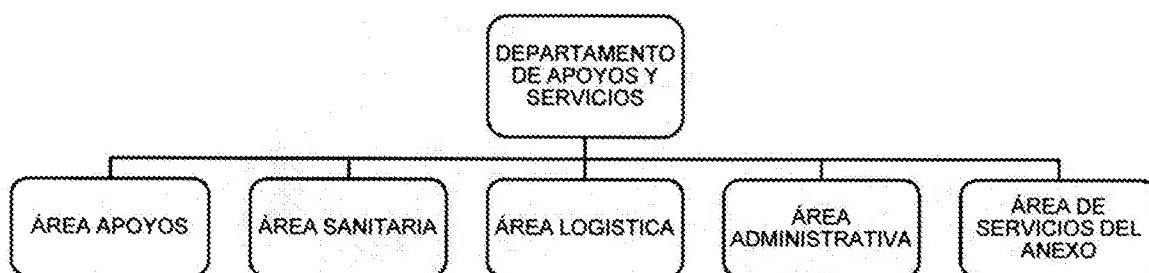 DEPARTAMENTO
DE APOYOS Y
SERVICIOS
ÁREA APOYOS
ÁREA SANITARIA
ÁREA LOGISTICA
ÁREA
ADMINISTRATIVA
ÁREA DE
SERVICIOS DEL
ANEXO